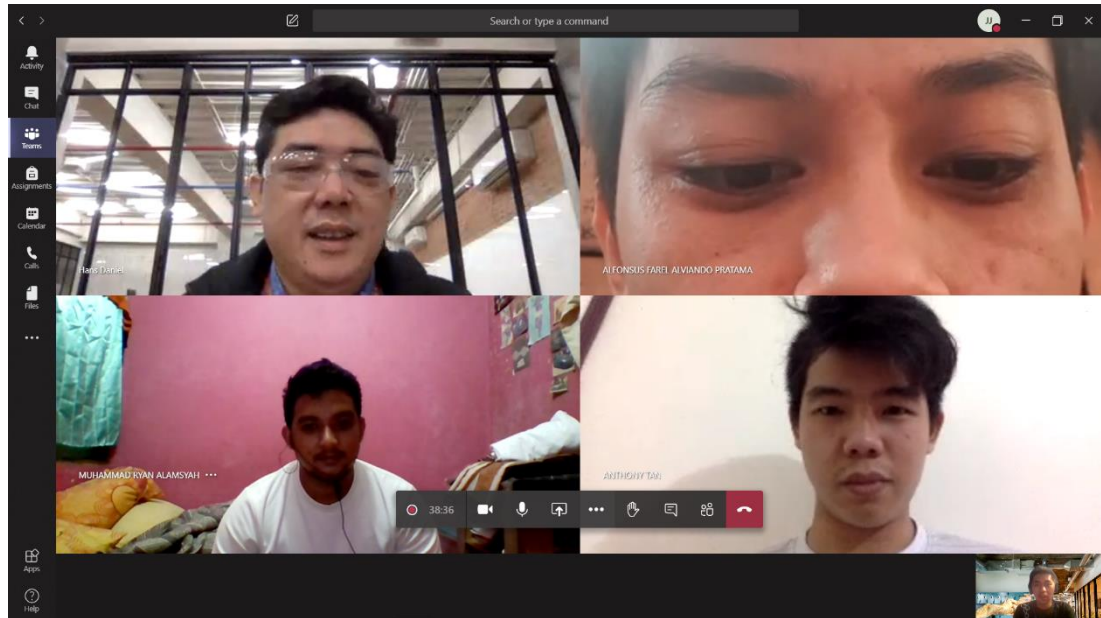 Search or type a command
JJ
Activity
Chat
Teams
Assignments
Calendar
Calls
Files
Hans Daniel
ALFONSUS FAREL ALVIANDO PRATAMA
MUHAMMAD RYAN ALAMSYAH
ANTHONY TAN
38:36
Apps
Help